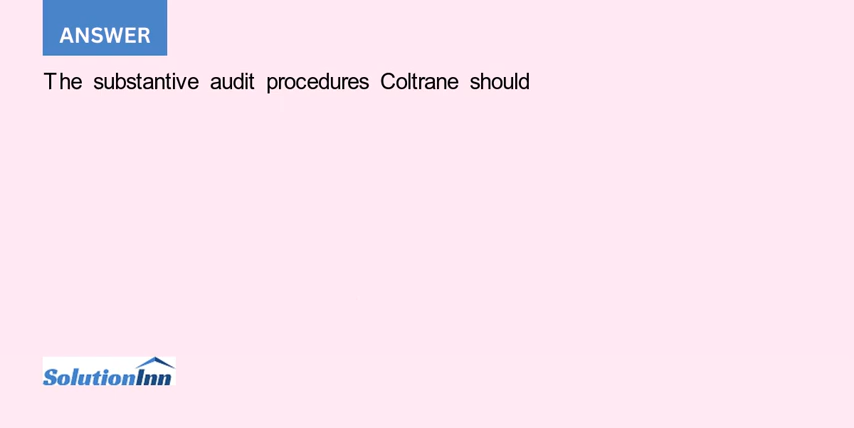 ANSWER
The substantive audit procedures Coltrane should
SolutionInn